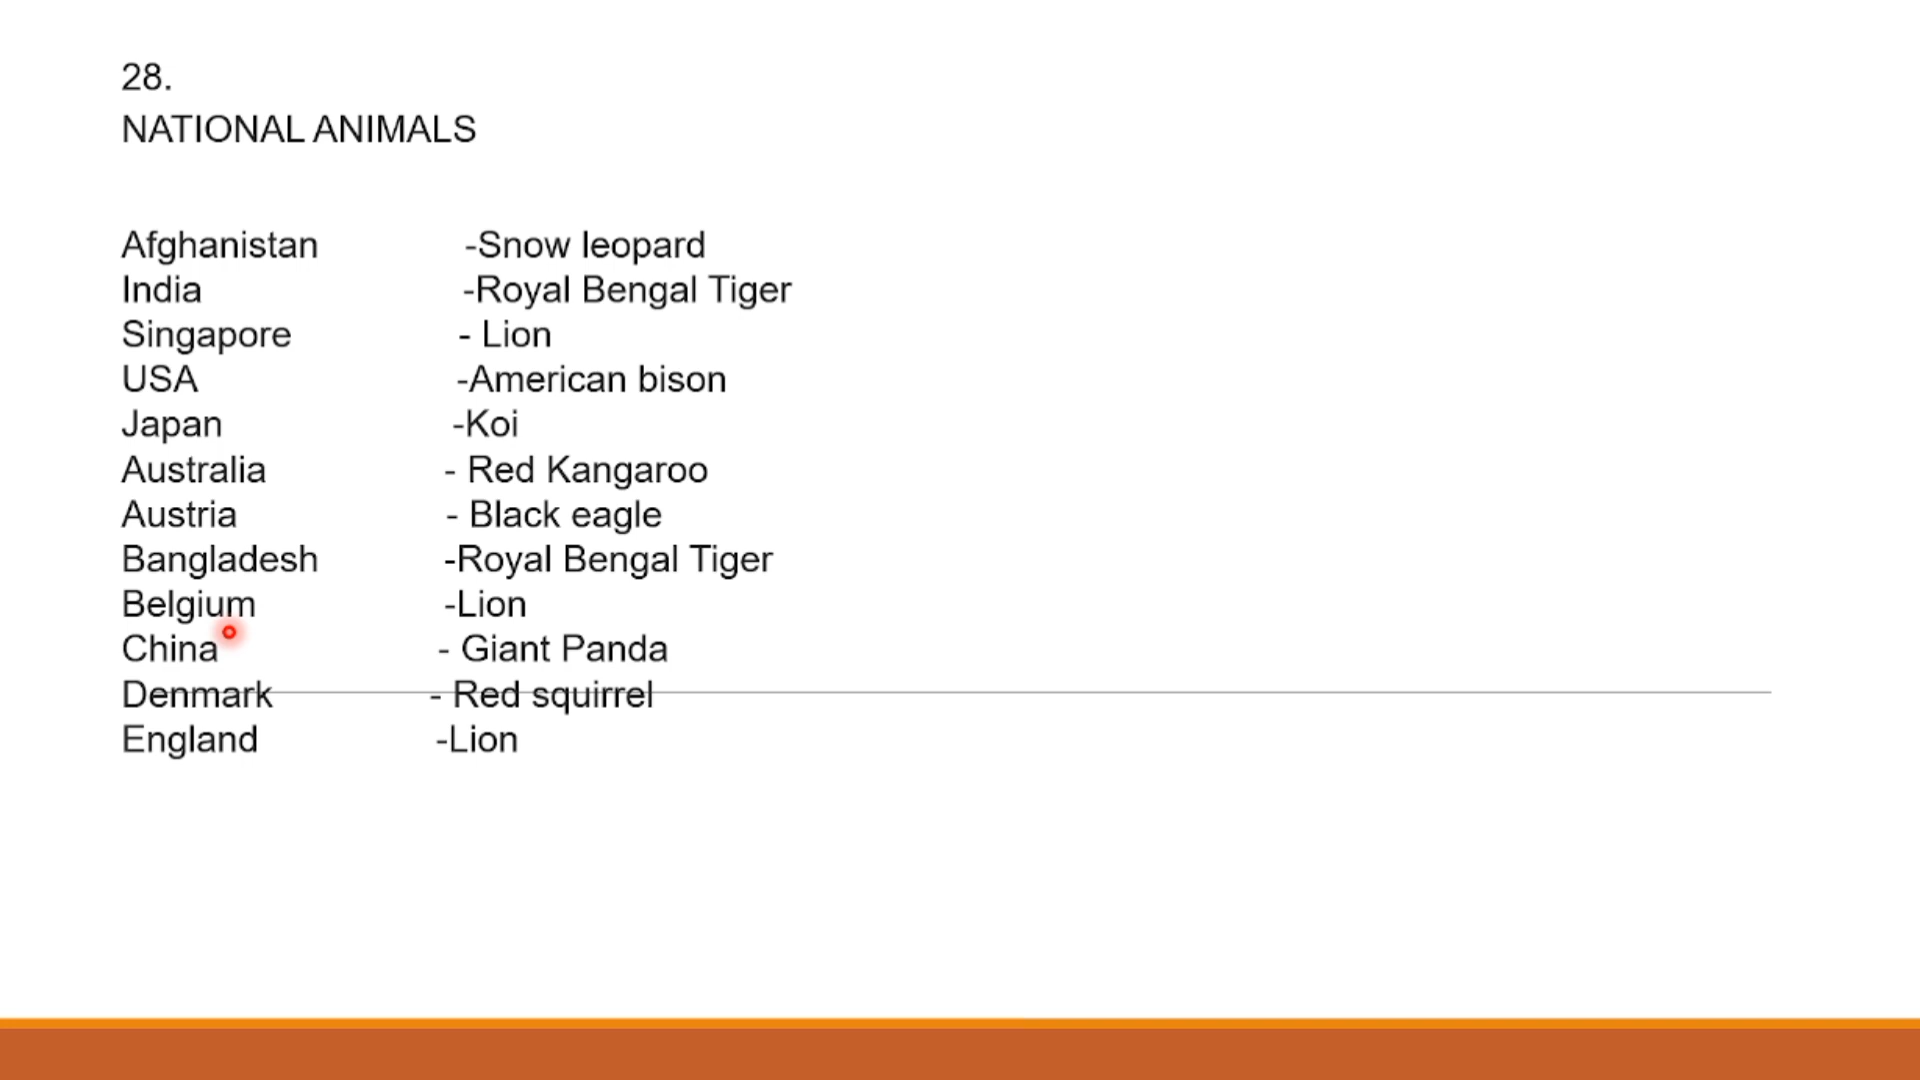 28.
NATIONAL ANIMALS
Afghanistan -Snow leopard
India -Royal Bengal Tiger
Singapore - Lion
USA -American bison
Japan -Koi
Australia - Red Kangaroo
Austria - Black eagle
Bangladesh -Royal Bengal Tiger
Belgium -Lion
China - Giant Panda
Denmark - Red squirrel
England -Lion